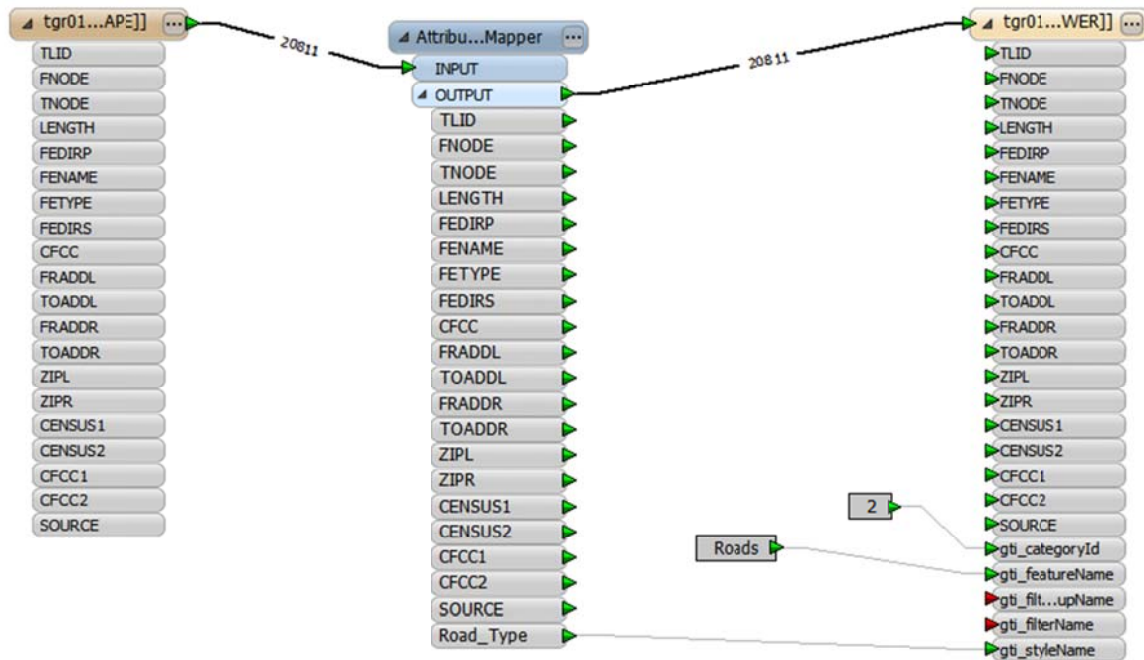 tgr01...APE]]
TLID
FNODE
TNODE
LENGTH
FEDIRP
FENAME
FETYPE
FEDIRS
CFCC
FRADDL
TOADDL
FRADDR
TOADDR
ZIPL
ZIPR
CENSUS1
CENSUS2
CFCC1
CFCC2
SOURCE
20811
Attribu...Mapper
INPUT
OUTPUT
TLID
FNODE
TNODE
LENGTH
FEDIRP
FENAME
FETYPE
FEDIRS
CFCC
FRADDL
TOADDL
FRADDR
TOADDR
ZIPL
ZIPR
CENSUS1
CENSUS2
CFCC1
CFCC2
SOURCE
Road_Type
20811
2
Roads
tgr01...WER]]
TLID
FNODE
TNODE
LENGTH
FEDIRP
FENAME
FETYPE
FEDIRS
CFCC
FRADDL
TOADDL
FRADDR
TOADDR
ZIPL
ZIPR
CENSUS1
CENSUS2
CFCC1
CFCC2
SOURCE
gti_categoryId
gti_featureName
gti_filt...upName
gti_filterName
gti_styleName